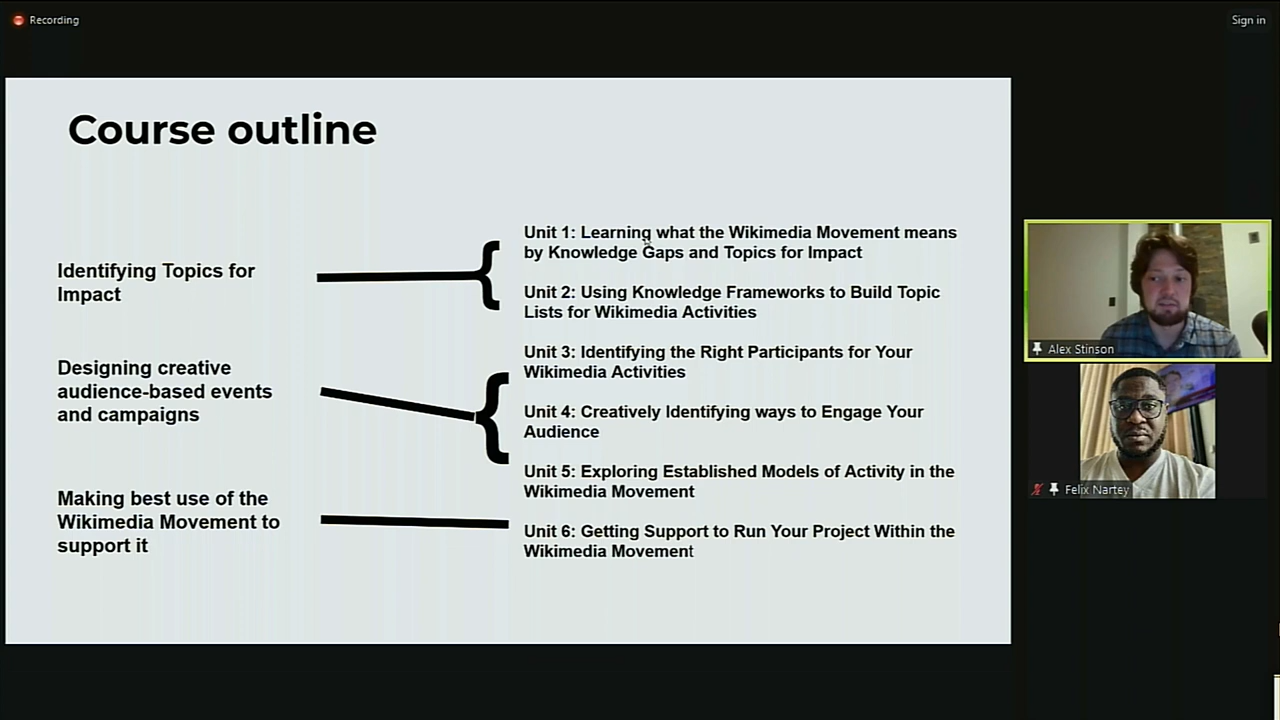 Recording
Sign in
Course outline
Identifying Topics for
Impact
Designing creative
audience-based events
and campaigns
Making best use of the
Wikimedia Movement to
support it
Unit 1: Learning what the Wikimedia Movement means
by Knowledge Gaps and Topics for Impact
Unit 2: Using Knowledge Frameworks to Build Topic
Lists for Wikimedia Activities
Unit 3: Identifying the Right Participants for Your
Wikimedia Activities
Unit 4: Creatively Identifying ways to Engage Your
Audience
Unit 5: Exploring Established Models of Activity in the
Wikimedia Movement
Unit 6: Getting Support to Run Your Project Within the
Wikimedia Movement
Alex Stinson
Felix Nartey